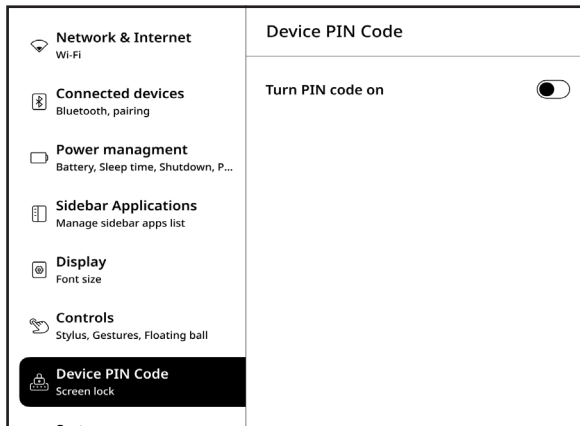 Network & Internet
Wi-Fi
Connected devices
Bluetooth, pairing
Power managment
Battery, Sleep time, Shutdown, P...
Sidebar Applications
Manage sidebar apps list
Display
Font size
Controls
Stylus, Gestures, Floating ball
Device PIN Code
Screen lock
Device PIN Code
Turn PIN code on